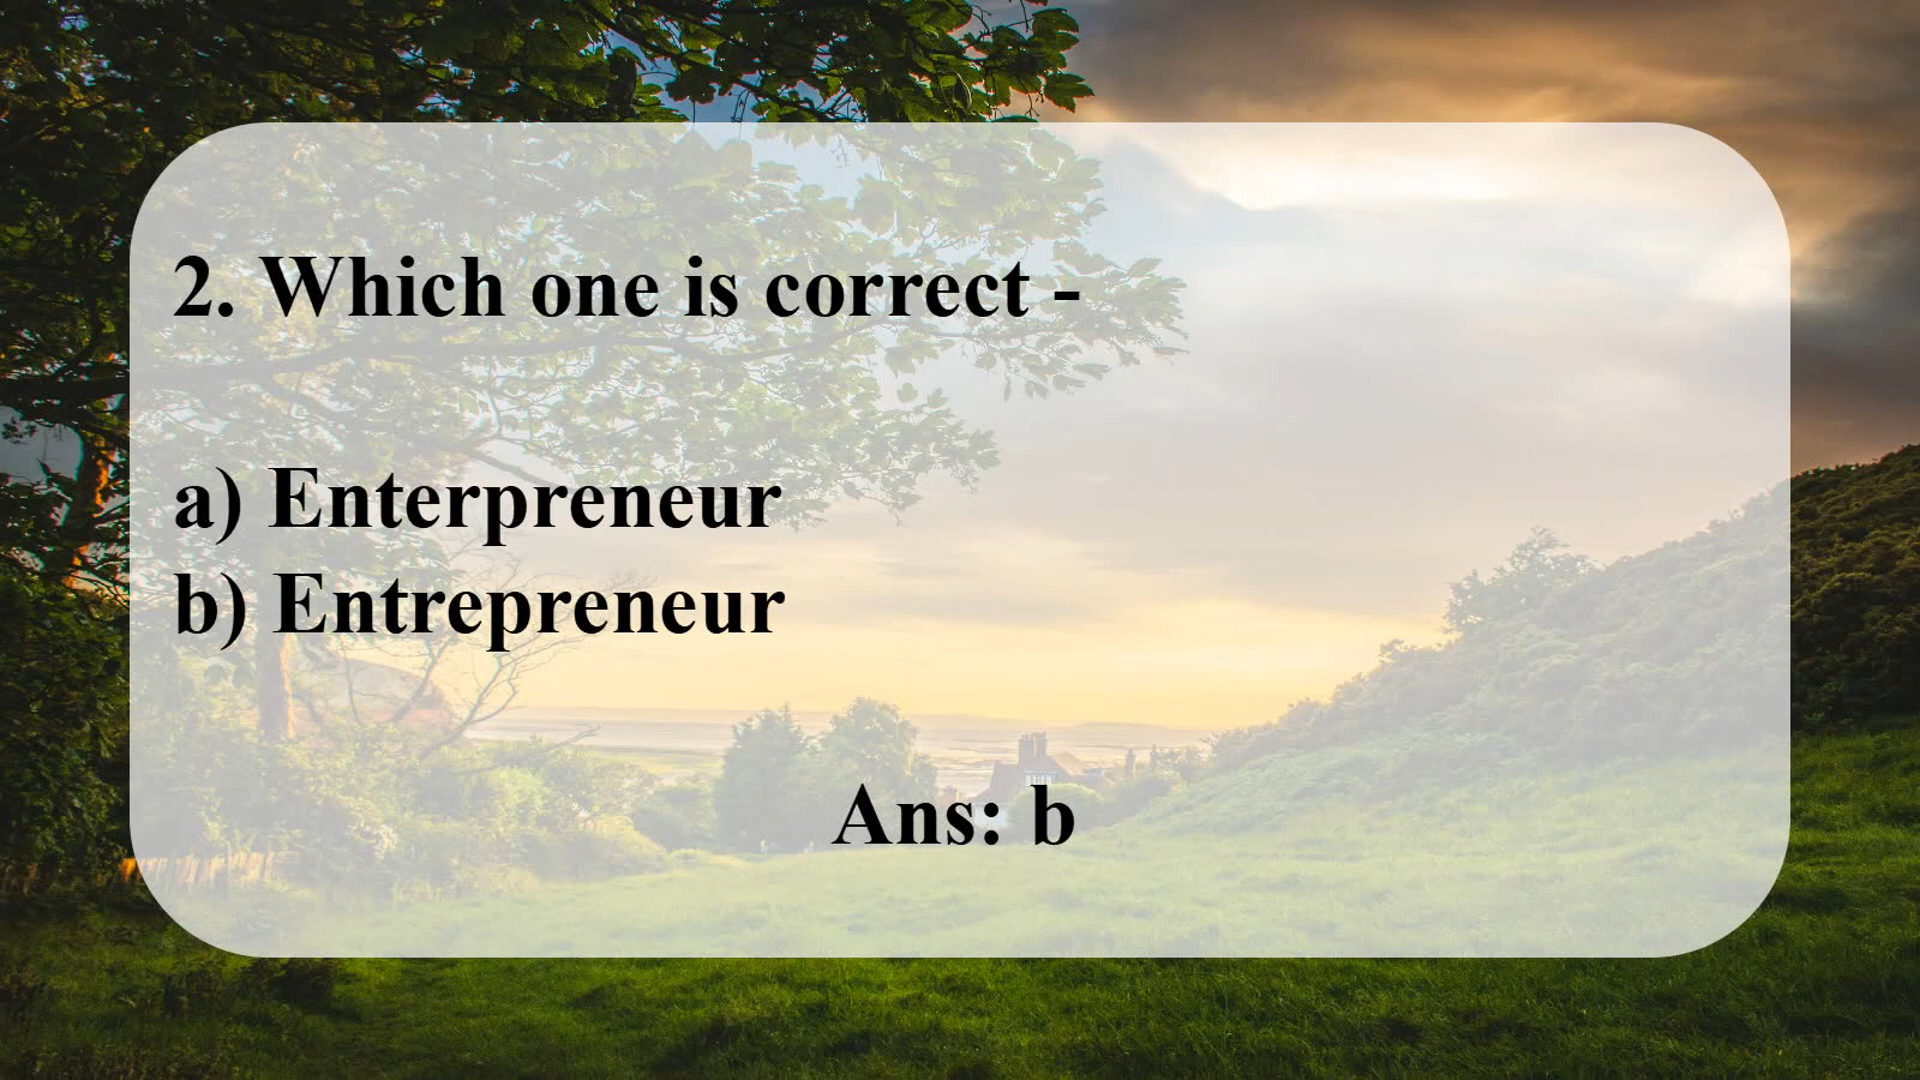 2. Which one is correct -
a) Enterpreneur
b) Entrepreneur
Ans: b